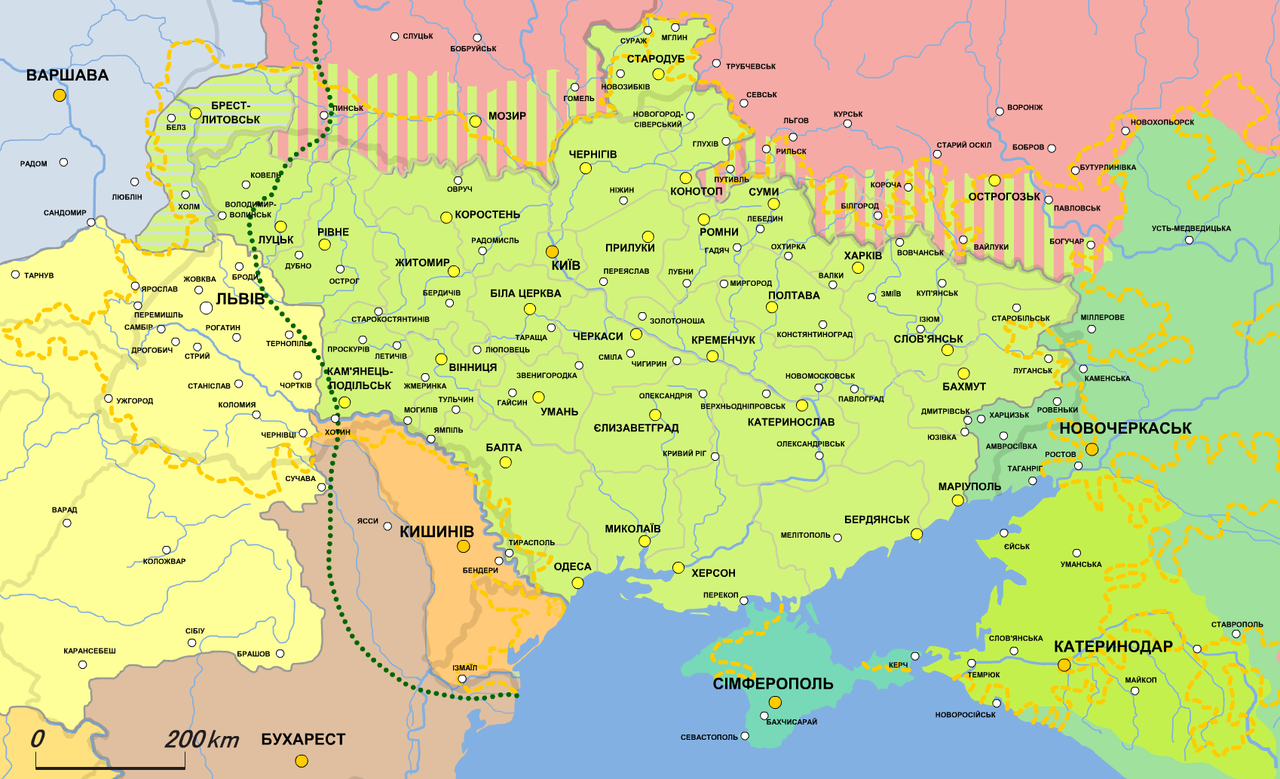 СЛУЦЬК
БОБРУЙСЬК
СУРАЖ
МГЛИН
СТАРОДУБ
ТРУБЧЕВСЬК
ВАРШАВА
НОВОЗИБКІВ
ГОМЕЛЬ
СЕВСЬК
БРЕСТ-
ЛИТОВСЬК
БЕЛЗ
ПИНСЬК
МОЗИР
НОВОГОРОД-
СІВЕРСЬКИЙ
ЛЬГОВ
КУРСЬК
ВОРОНІЖ
НОВОХОПЬОРСЬК
ГЛУХІВ
РИЛЬСК
СТАРИЙ ОСКІЛ
БОБРОВ
РАДОМ
ЧЕРНІГІВ
ПУТИВЛЬ
БУТУРЛИНІВКА
КОВЕЛЬ
ОВРУЧ
НІЖИН
КОНОТОП
СУМИ
КОРОЧА
ОСТРОГОЗЬК
ЛЮБЛІН
ХОЛМ
ВОЛОДИМИР-
ВОЛИНСЬК
БІЛГОРОД
ПАВЛОВСЬК
САНДОМИР
КОРОСТЕНЬ
РОМНИ
ЛЕБЕДИН
УСТЬ-МЕДВЕДИЦЬКА
ЛУЦЬК
РІВНЕ
РАДОМИСЛЬ
ПРИЛУКИ
ГАДЯЧ
ОХТИРКА
ВОВЧАНСЬК
ВАЙЛУКИ
БОГУЧАР
ДУБНО
ЖИТОМИР
КИЇВ
ПЕРЕЯСЛАВ
ЛУБНИ
ХАРКІВ
ТАРНУВ
ЖОВКВА
БРОДИ
ОСТРОГ
ВАЛКИ
МИРГОРОД
ЯРОСЛАВ
ЛЬВІВ
БЕРДИЧІВ
БІЛА ЦЕРКВА
ПОЛТАВА
ЗМІЇВ
КУП'ЯНСЬК
ПЕРЕМИШЛЬ
СТАРОКОСТЯНТИНІВ
ЗОЛОТОНОША
КОНСТЯНТИНОГРАД
ІЗЮМ
СТАРОБІЛЬСЬК
МІЛЛЕРОВЕ
САМБІР
РОГАТИН
ТЕРНОПІЛЬ
ТАРАЩА
ЧЕРКАСИ
КРЕМЕНЧУК
СЛОВ'ЯНСЬК
ДРОГОБИЧ
СТРИЙ
ПРОСКУРІВ
ЛЕТИЧІВ
ЛЮПОВЕЦЬ
СМІЛА
ЧИГИРИН
ВІННИЦЯ
ЗВЕНИГОРОДКА
КАМ'ЯНЕЦЬ-
ПОДІЛЬСЬК
ЖМЕРИНКА
НОВОМОСКОВСЬК
БАХМУТ
ЛУГАНСЬК
КАМЕНСЬКА
СТАНІСЛАВ
ЧОРТКІВ
УЖГОРОД
ТУЛЬЧИН
ГАЙСИН
УМАНЬ
ОЛЕКСАНДРІЯ
ВЕРХНЬОДНІПРОВСЬК
ПАВЛОГРАД
КОЛОМИЯ
МОГИЛІВ
ДМИТРІВСЬК
ХАРЦИЗЬК
РОВЕНЬКИ
ХОТИН
ЯМПІЛЬ
ЄЛИЗАВЕТГРАД
КАТЕРИНОСЛАВ
НОВОЧЕРКАСЬК
ЧЕРНІВЦІ
ЮЗІВКА
АМВРОСІЇВКА
БАЛТА
КРИВИЙ РІГ
ОЛЕКСАНДРІВСЬК
РОСТОВ
СУЧАВА
ТАГАНРІГ
МАРІУПОЛЬ
ВАРАД
ЯССИ
КИШИНІВ
МИКОЛАЇВ
БЕРДЯНСЬК
МЕЛІТОПОЛЬ
ТИРАСПОЛЬ
ЄЙСЬК
КОЛОЖВАР
БЕНДЕРИ
ОДЕСА
ХЕРСОН
УМАНСЬКА
ПЕРЕКОП
СІБІУ
СТАВРОПОЛЬ
КАРАНСЕБЕШ
БРАШОВ
СЛОВ'ЯНСЬКА
КАТЕРИНОДАР
ІЗМАЇЛ
КЕРЧ
ТЕМРЮК
МАЙКОП
СІМФЕРОПОЛЬ
НОВОРОСІЙСЬК
БАХЧИСАРАЙ
СЕВАСТОПОЛЬ
0 200 km
БУХАРЕСТ